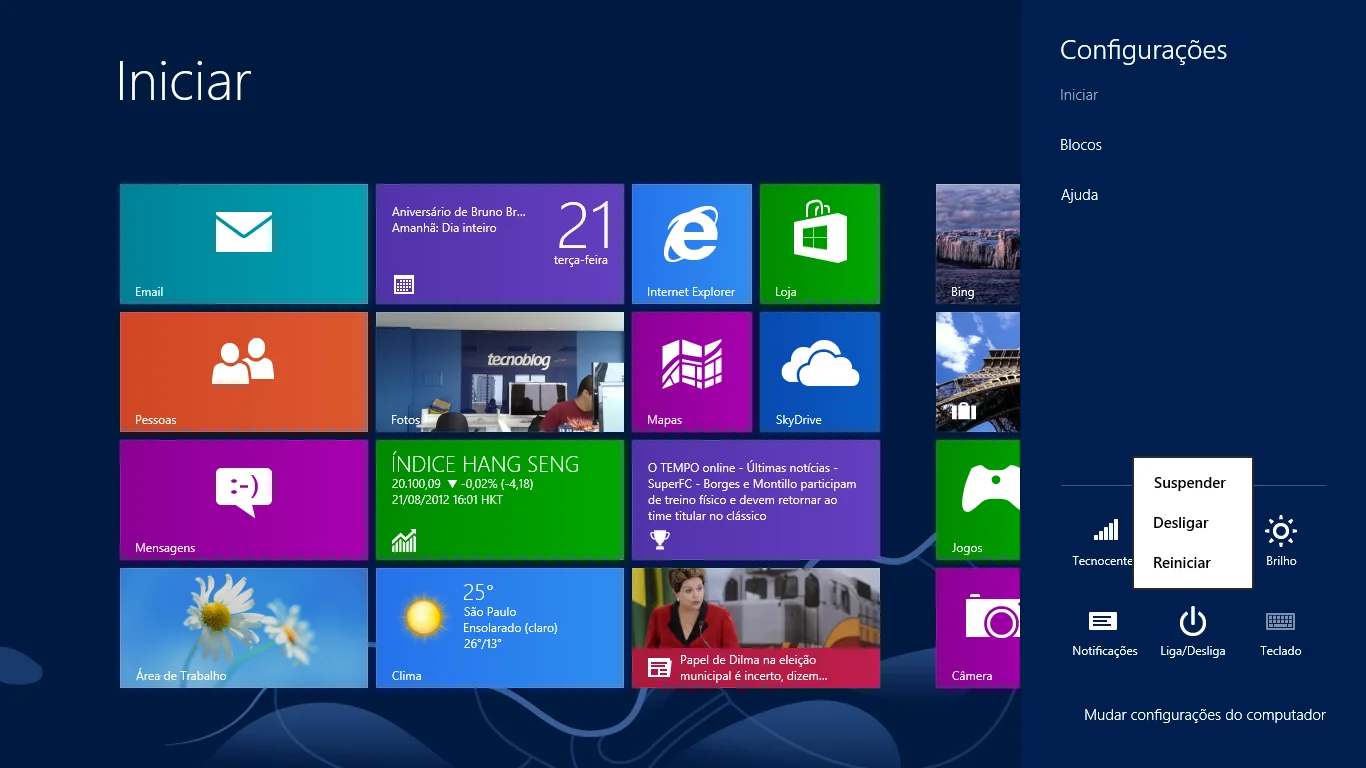 Iniciar
Email
Aniversário de Bruno Br...
Amanhã: Dia inteiro
21
terça-feira
Internet Explorer
Loja
Bing
Pessoas
tecnoblog
Fotos
Mapas
SkyDrive
Mensagens
:-)
ÍNDICE HANG SENG
20.100,09 ▼ -0,02% (-4,18)
21/08/2012 16:01 HKT
O TEMPO online - Últimas notícias -
SuperFC - Borges e Montillo participam
de treino físico e devem retornar ao
time titular no clássico
Jogos
Área de Trabalho
25°
São Paulo
Ensolarado (claro)
26°/13°
Clima
Papel de Dilma na eleição
municipal é incerto, dizem...
Câmera
Configurações
Iniciar
Blocos
Ajuda
Suspender
Desligar
Reiniciar
Tecnocente
Brilho
Notificações
Liga/Desliga
Teclado
Mudar configurações do computador